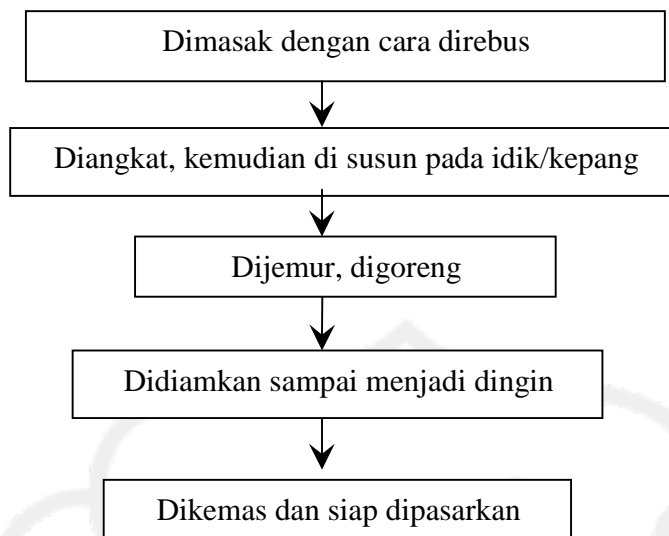 Dimasak dengan cara direbus
Diangkat, kemudian di susun pada idik/kepang
Dijemur, digoreng
Didiamkan sampai menjadi dingin
Dikemas dan siap dipasarkan